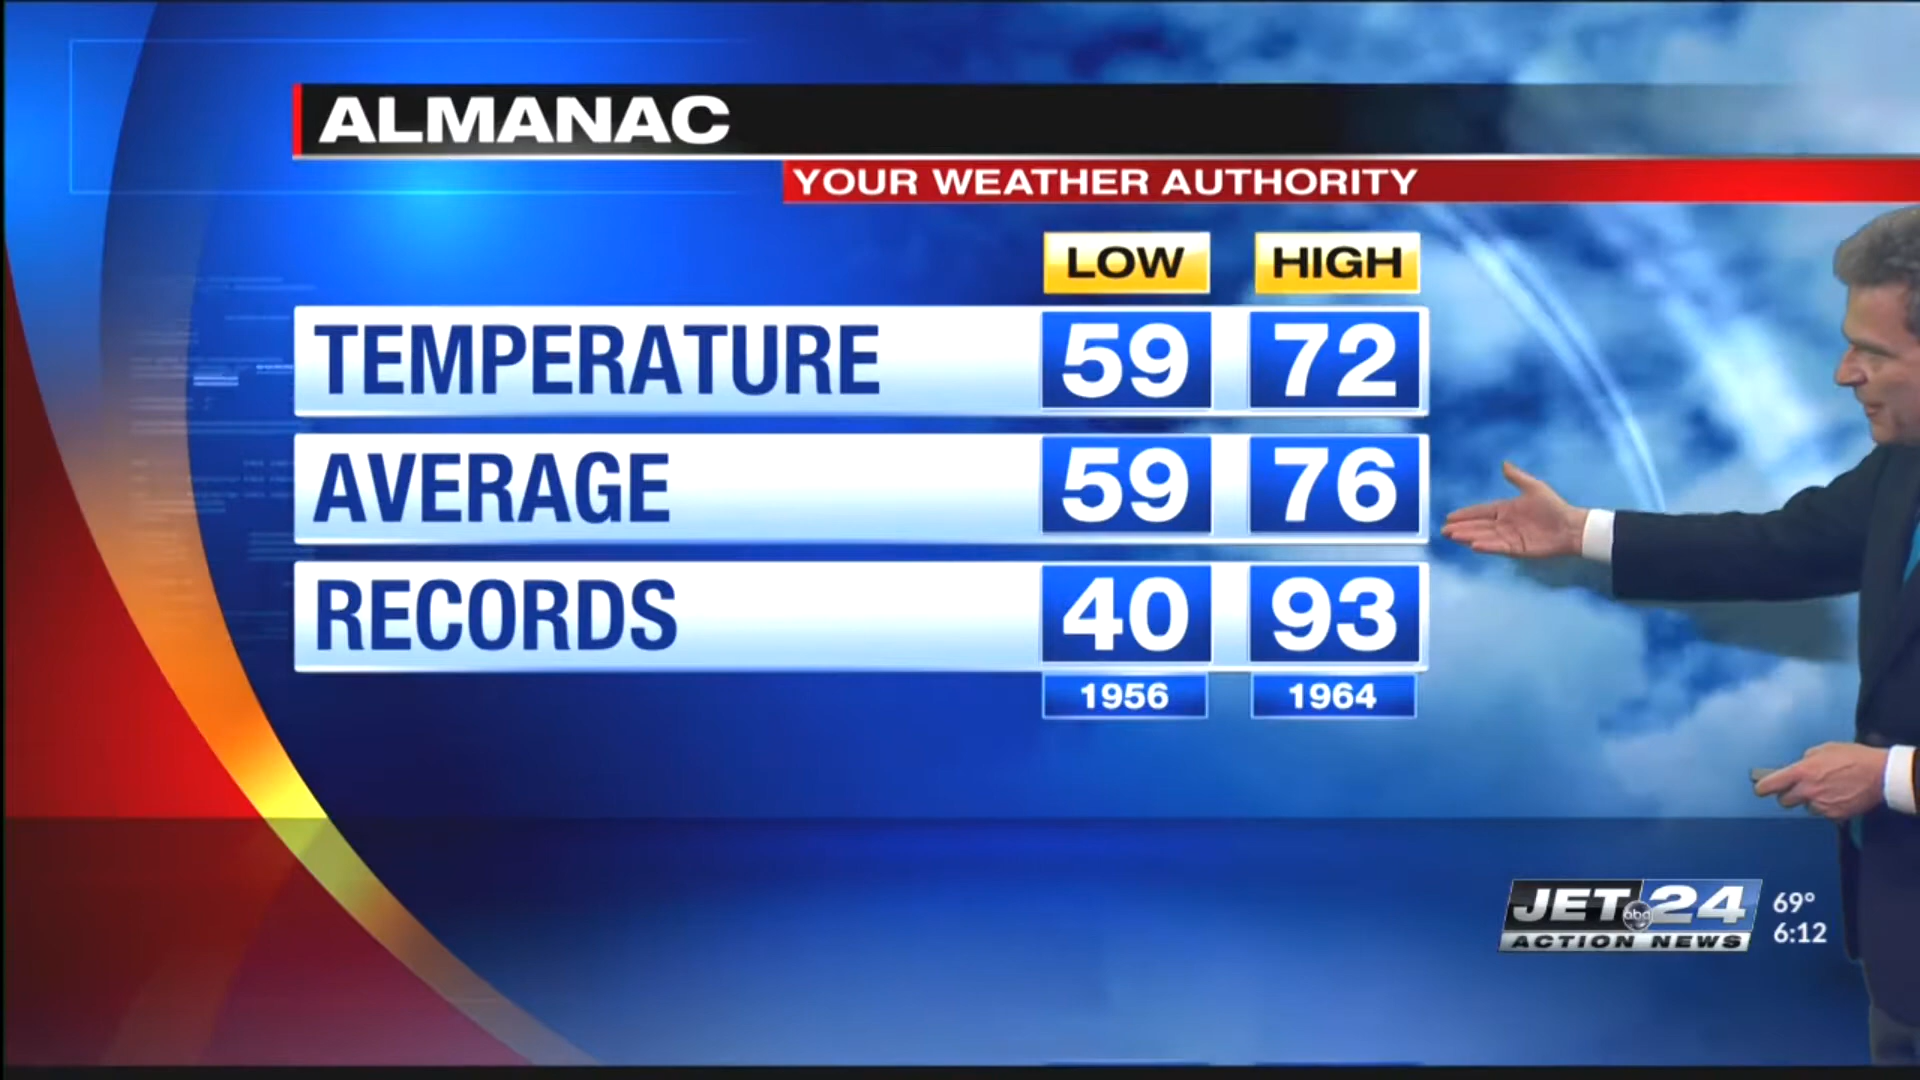 ALMANAC
YOUR WEATHER AUTHORITY
LOW HIGH
TEMPERATURE 59 72
AVERAGE 59 76
RECORDS 40 93
1956 1964
JET abc 24 69°
ACTION NEWS 6:12